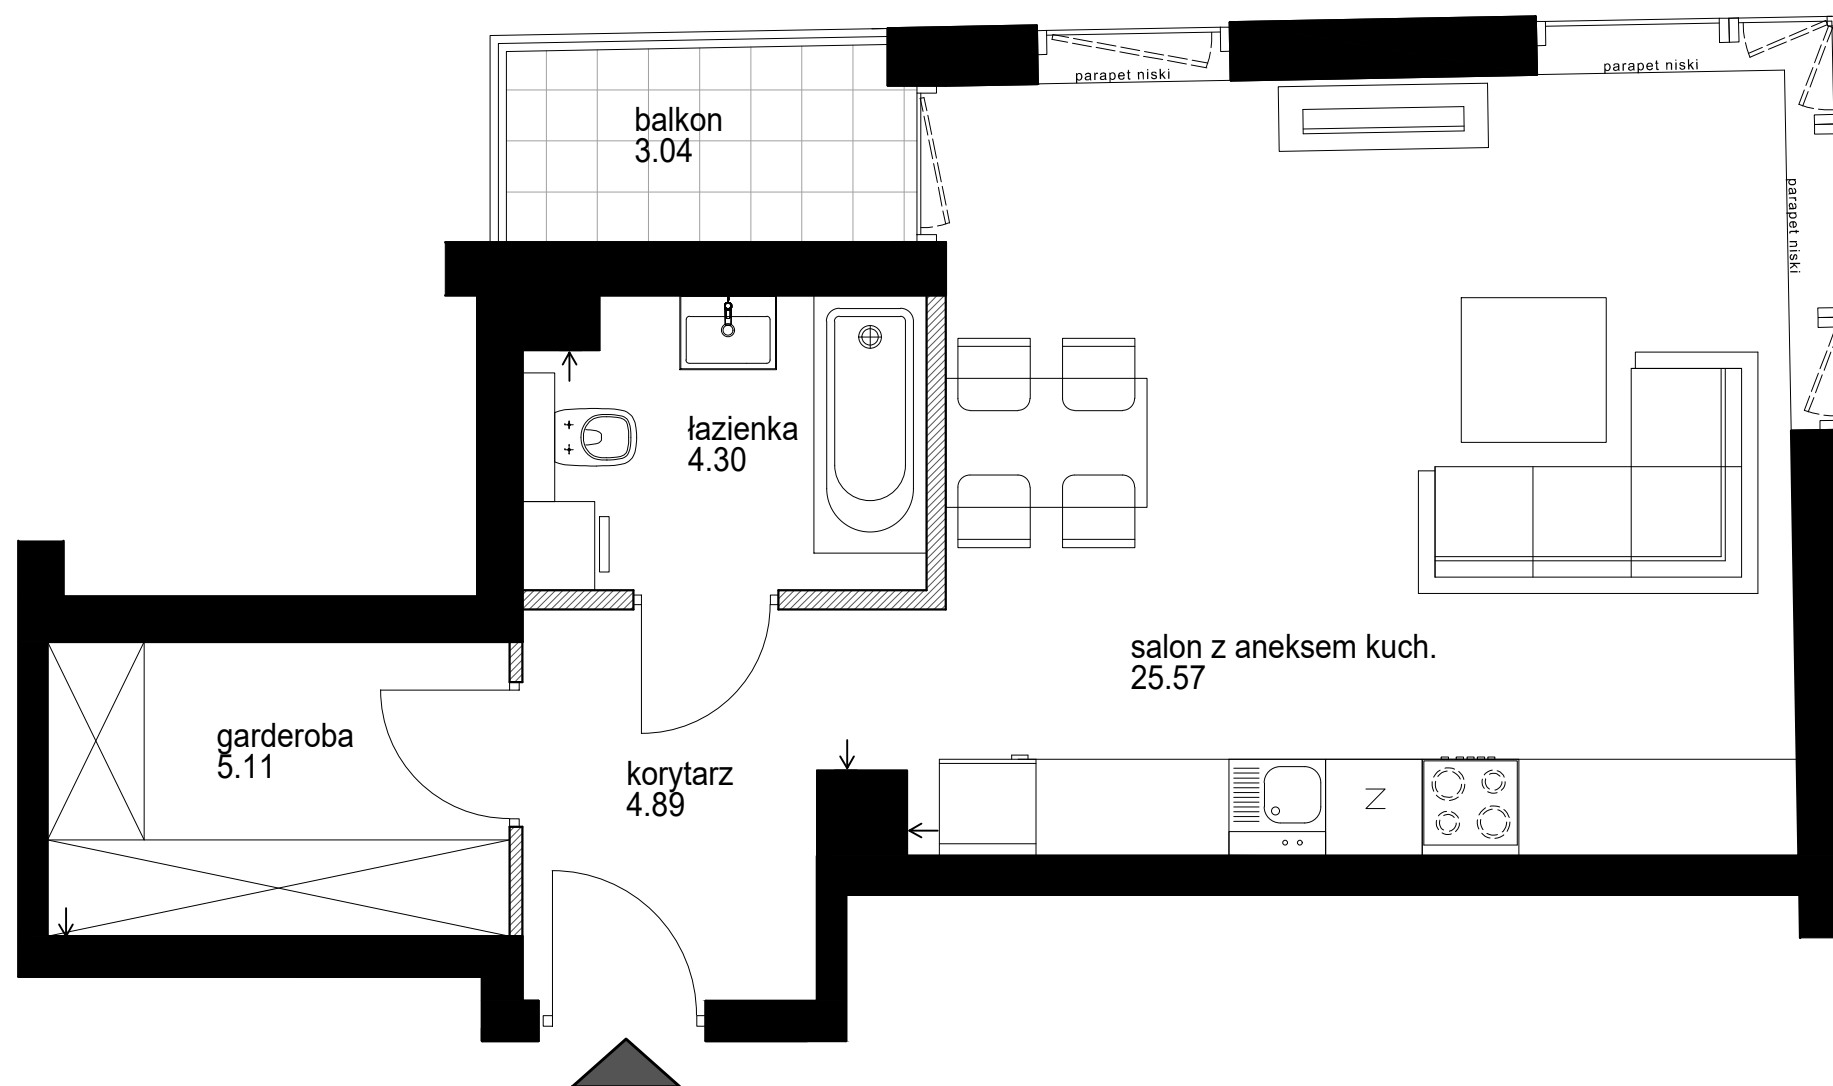 parapet niski
parapet niski
balkon
3.04
parapet niski
łazienka
4.30
salon z aneksem kuch.
25.57
garderoba
5.11
korytarz
4.89
Z